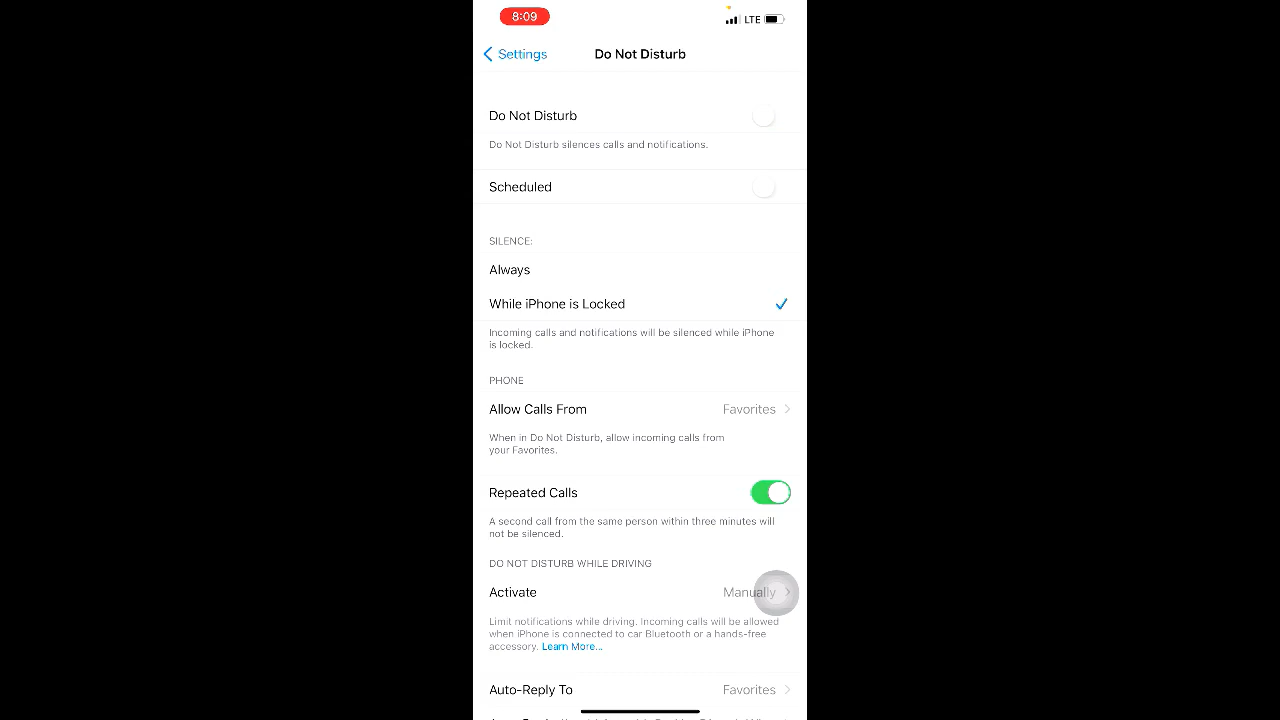 8:09
LTE
Settings
Do Not Disturb
Do Not Disturb
Do Not Disturb silences calls and notifications.
Scheduled
SILENCE:
Always
While iPhone is Locked
Incoming calls and notifications will be silenced while iPhone
is locked.
PHONE
Allow Calls From Favorites
When in Do Not Disturb, allow incoming calls from
your Favorites.
Repeated Calls
A second call from the same person within three minutes will
not be silenced.
DO NOT DISTURB WHILE DRIVING
Activate Manually
Limit notifications while driving. Incoming calls will be allowed
when iPhone is connected to car Bluetooth or a hands-free
accessory. Learn More...
Auto-Reply To Favorites